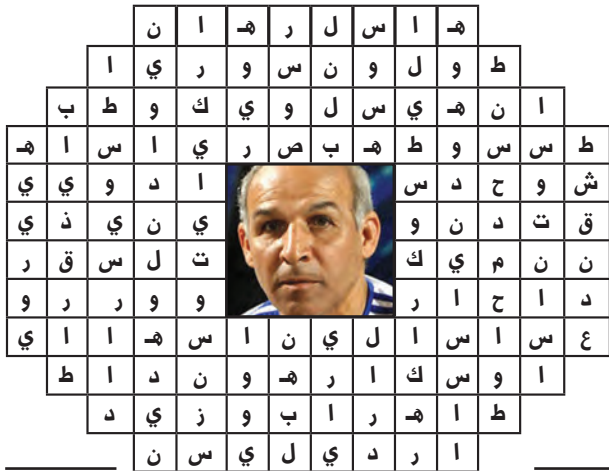 هـ ا س ل ر هـ ا ن
ط و ل و ن س و ر ي ا
ا ن هـ ي س ل و ي ك و ط ب
ط س س و ط هـ ب ص ر ي ا س ا هـ
ش و ح د س ا د و ي ي
ق ت د ن و ي ن ي ذ ي
ن ن م ي ك ت ل س ق ر
د ا ح ا ر و و ر ر و
ع س ا س ا ل ي ن ا س هـ ا ا ي
ا و س ك ا ر هـ و ن د ا ط
ط ا هـ ر ا ب و ز ي د
ا ر د ي ل ي س ن